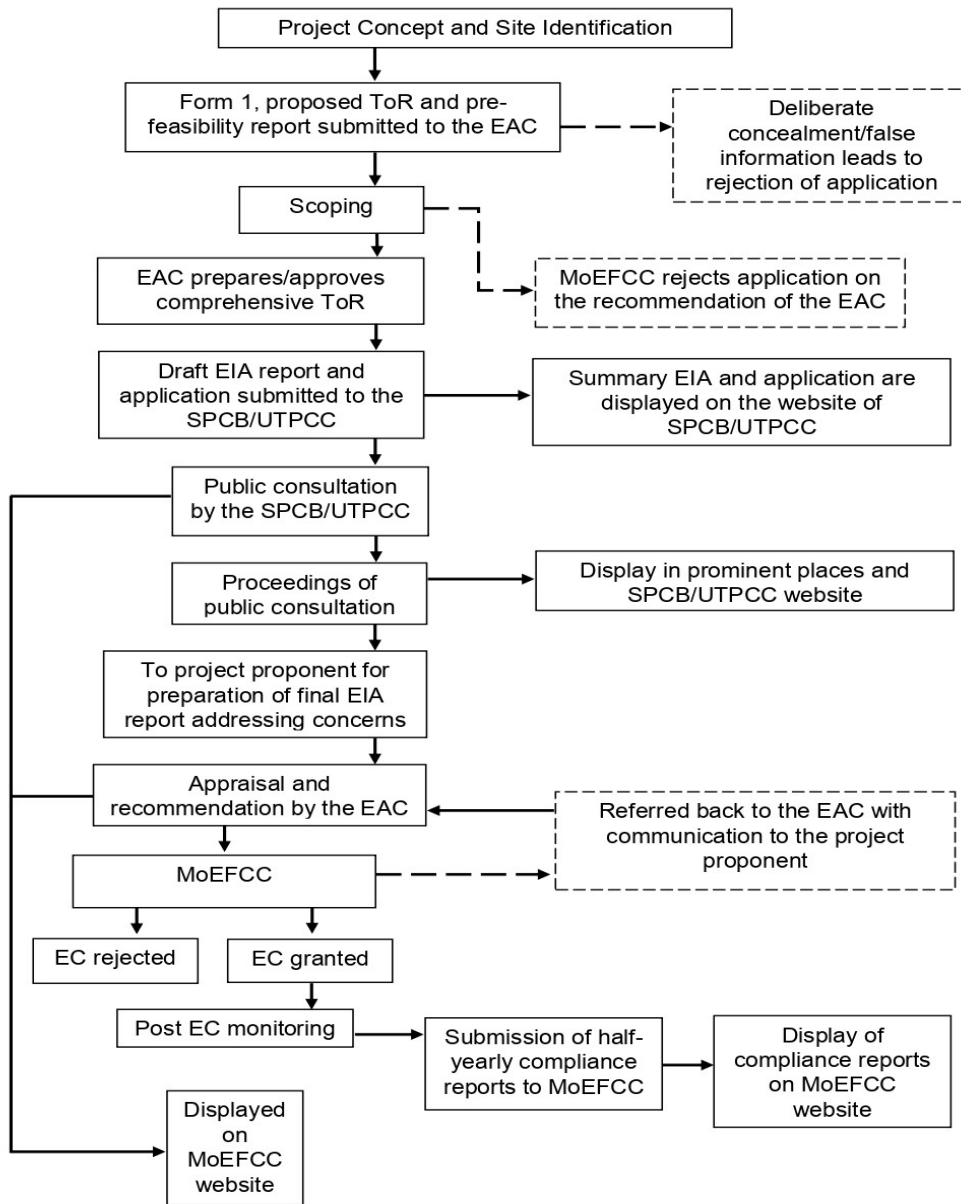 Project Concept and Site Identification
Form 1, proposed ToR and pre-
feasibility report submitted to the EAC
Deliberate
concealment/false
information leads to
rejection of application
Scoping
EAC prepares/approves
comprehensive ToR
MoEFCC rejects application on
the recommendation of the EAC
Draft EIA report and
application submitted to the
SPCB/UTPCC
Summary EIA and application are
displayed on the website of
SPCB/UTPCC
Public consultation
by the SPCB/UTPCC
Proceedings of
public consultation
Display in prominent places and
SPCB/UTPCC website
To project proponent for
preparation of final EIA
report addressing concerns
Appraisal and
recommendation by the EAC
Referred back to the EAC with
communication to the project
proponent
MoEFCC
EC rejected
EC granted
Post EC monitoring
Submission of half-
yearly compliance
reports to MoEFCC
Display of
compliance reports
on MoEFCC
website
Displayed
on
MoEFCC
website